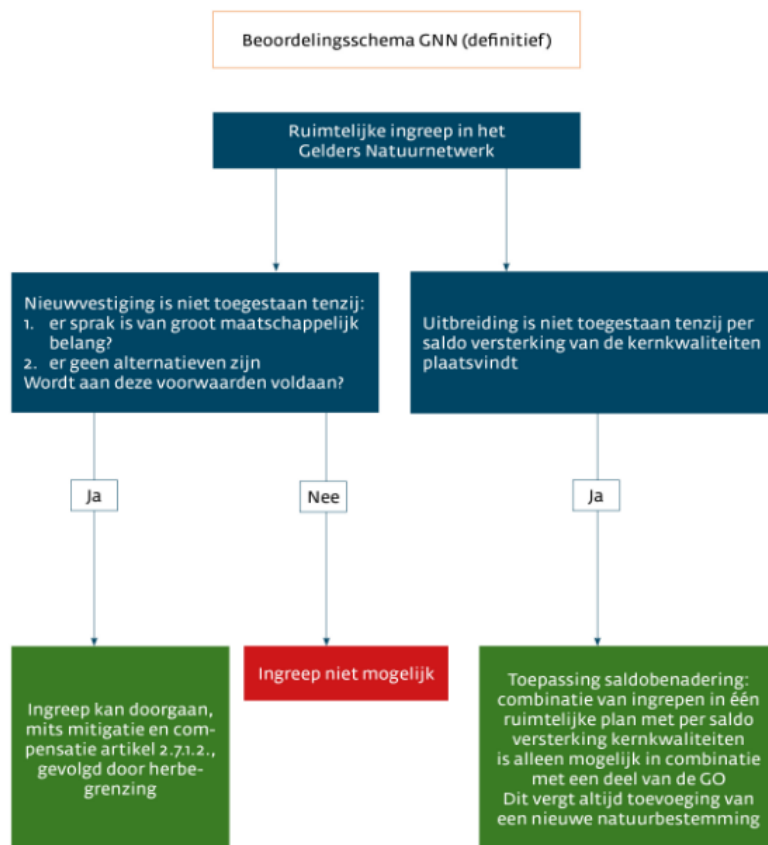 Beoordelingsschema GNN (definitief)
Ruimtelijke ingreep in het
Gelders Natuurnetwerk
Nieuwvestiging is niet toegestaan tenzij:
1. er sprak is van groot maatschappelijk
belang?
2. er geen alternatieven zijn
Wordt aan deze voorwaarden voldaan?
Uitbreiding is niet toegestaan tenzij per
saldo versterking van de kernkwaliteiten
plaatsvindt
Ja
Nee
Ja
Ingreep kan doorgaan,
mits mitigatie en com-
pensatie artikel 2.7.1.2.,
gevolgd door herbe-
grenzing
Ingreep niet mogelijk
Toepassing saldobenadering:
combinatie van ingrepen in één
ruimtelijke plan met per saldo
versterking kernkwaliteiten
is alleen mogelijk in combinatie
met een deel van de GO
Dit vergt altijd toevoeging van
een nieuwe natuurbestemming